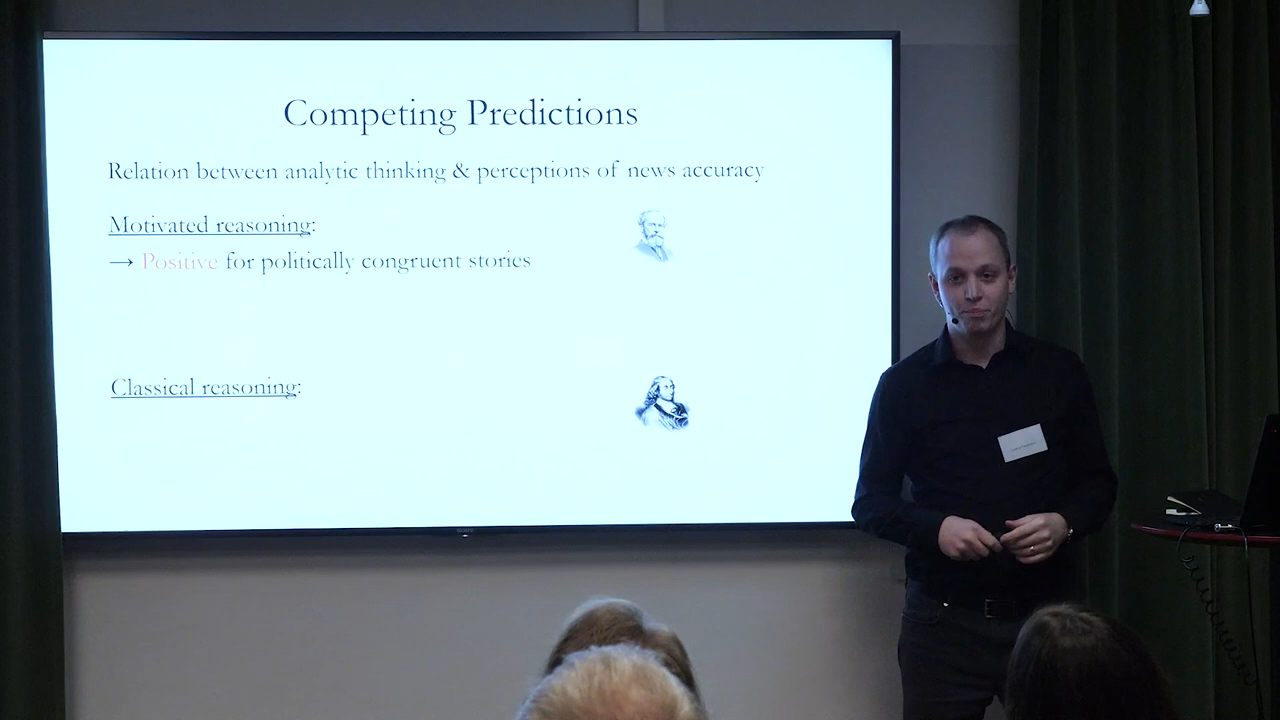 Competing Predictions
Relation between analytic thinking & perceptions of news accuracy
Motivated reasoning:
→ Positive for politically congruent stories
Classical reasoning:
SONY